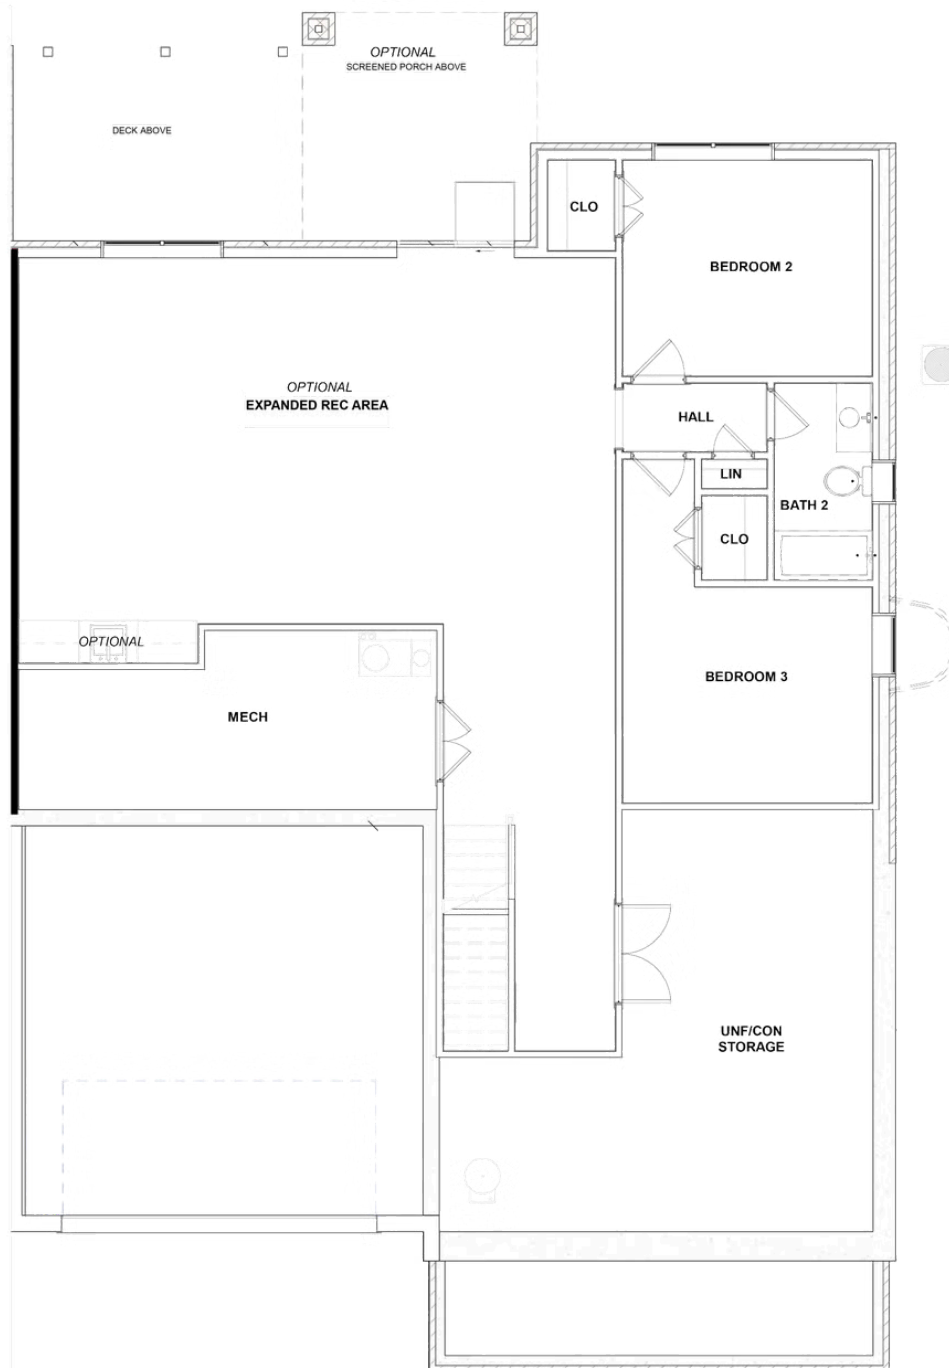 OPTIONAL
SCREENED PORCH ABOVE
DECK ABOVE
CLO
BEDROOM 2
OPTIONAL
EXPANDED REC AREA
HALL
LIN
BATH 2
CLO
OPTIONAL
BEDROOM 3
MECH
UNF/CON
STORAGE